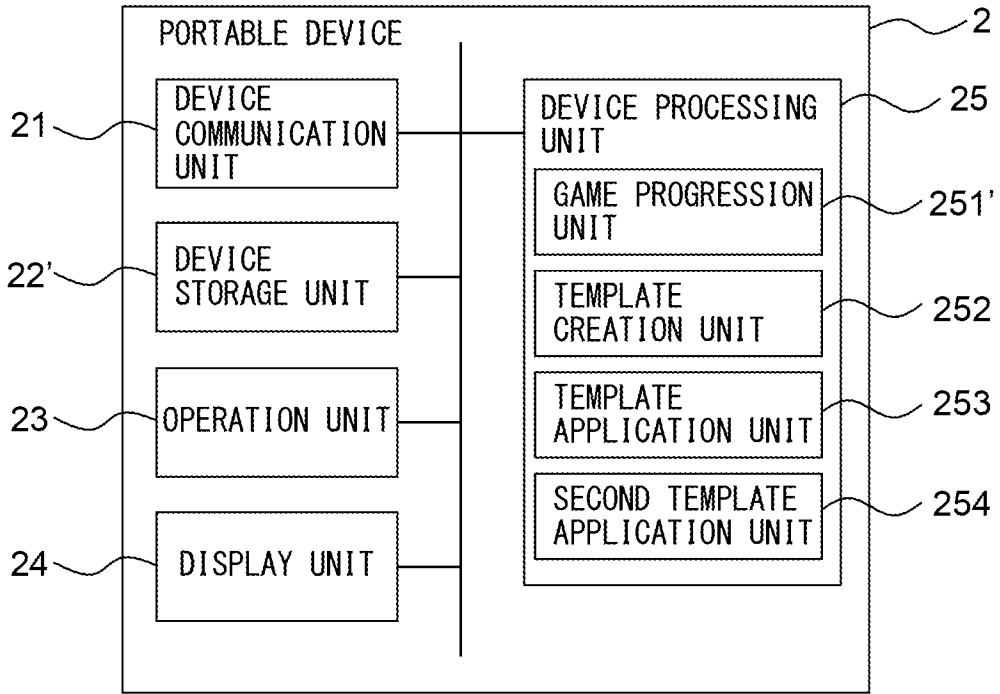 PORTABLE DEVICE
2
21
DEVICE
COMMUNICATION
UNIT
22’
DEVICE
STORAGE UNIT
23
OPERATION UNIT
24
DISPLAY UNIT
DEVICE PROCESSING
UNIT
25
GAME PROGRESSION
UNIT
251’
TEMPLATE
CREATION UNIT
252
TEMPLATE
APPLICATION UNIT
253
SECOND TEMPLATE
APPLICATION UNIT
254